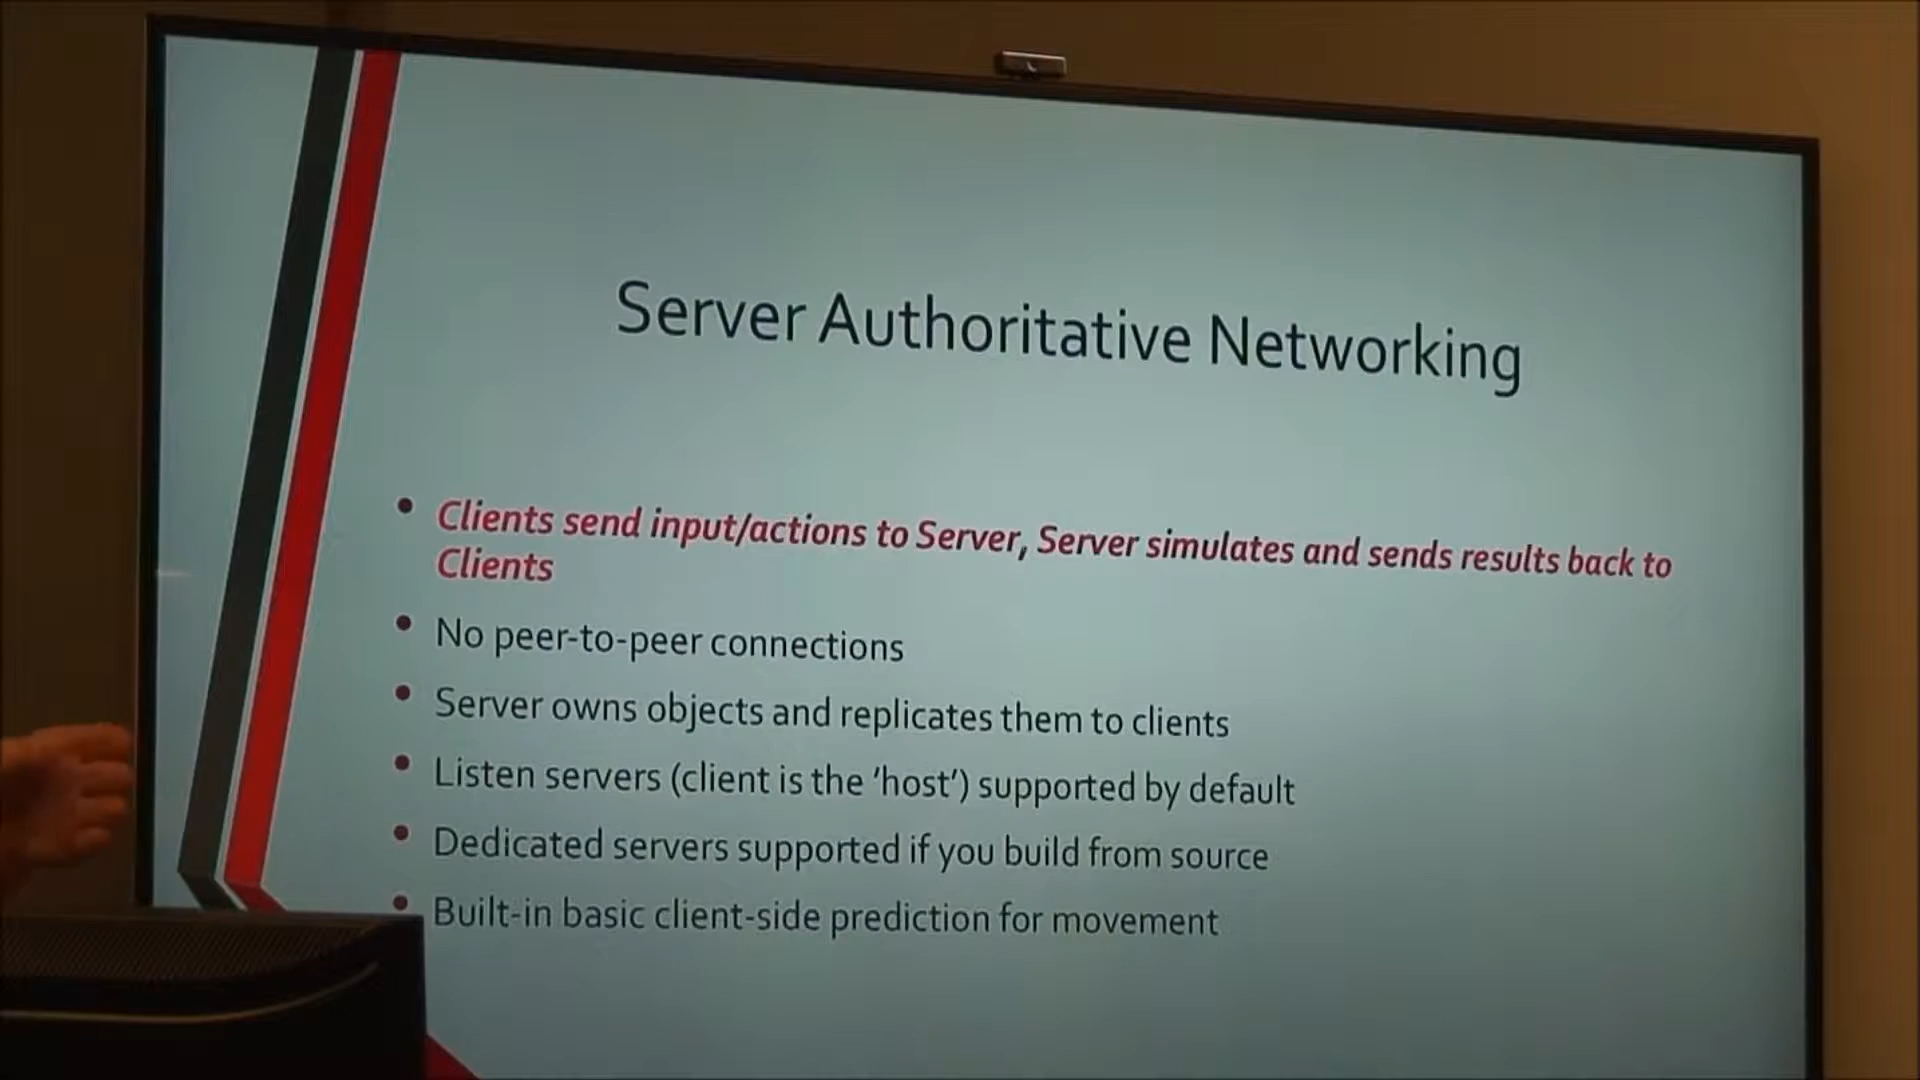 Server Authoritative Networking
• Clients send input/actions to Server, Server simulates and sends results back to
Clients
• No peer-to-peer connections
• Server owns objects and replicates them to clients
• Listen servers (client is the ‘host’) supported by default
• Dedicated servers supported if you build from source
• Built-in basic client-side prediction for movement